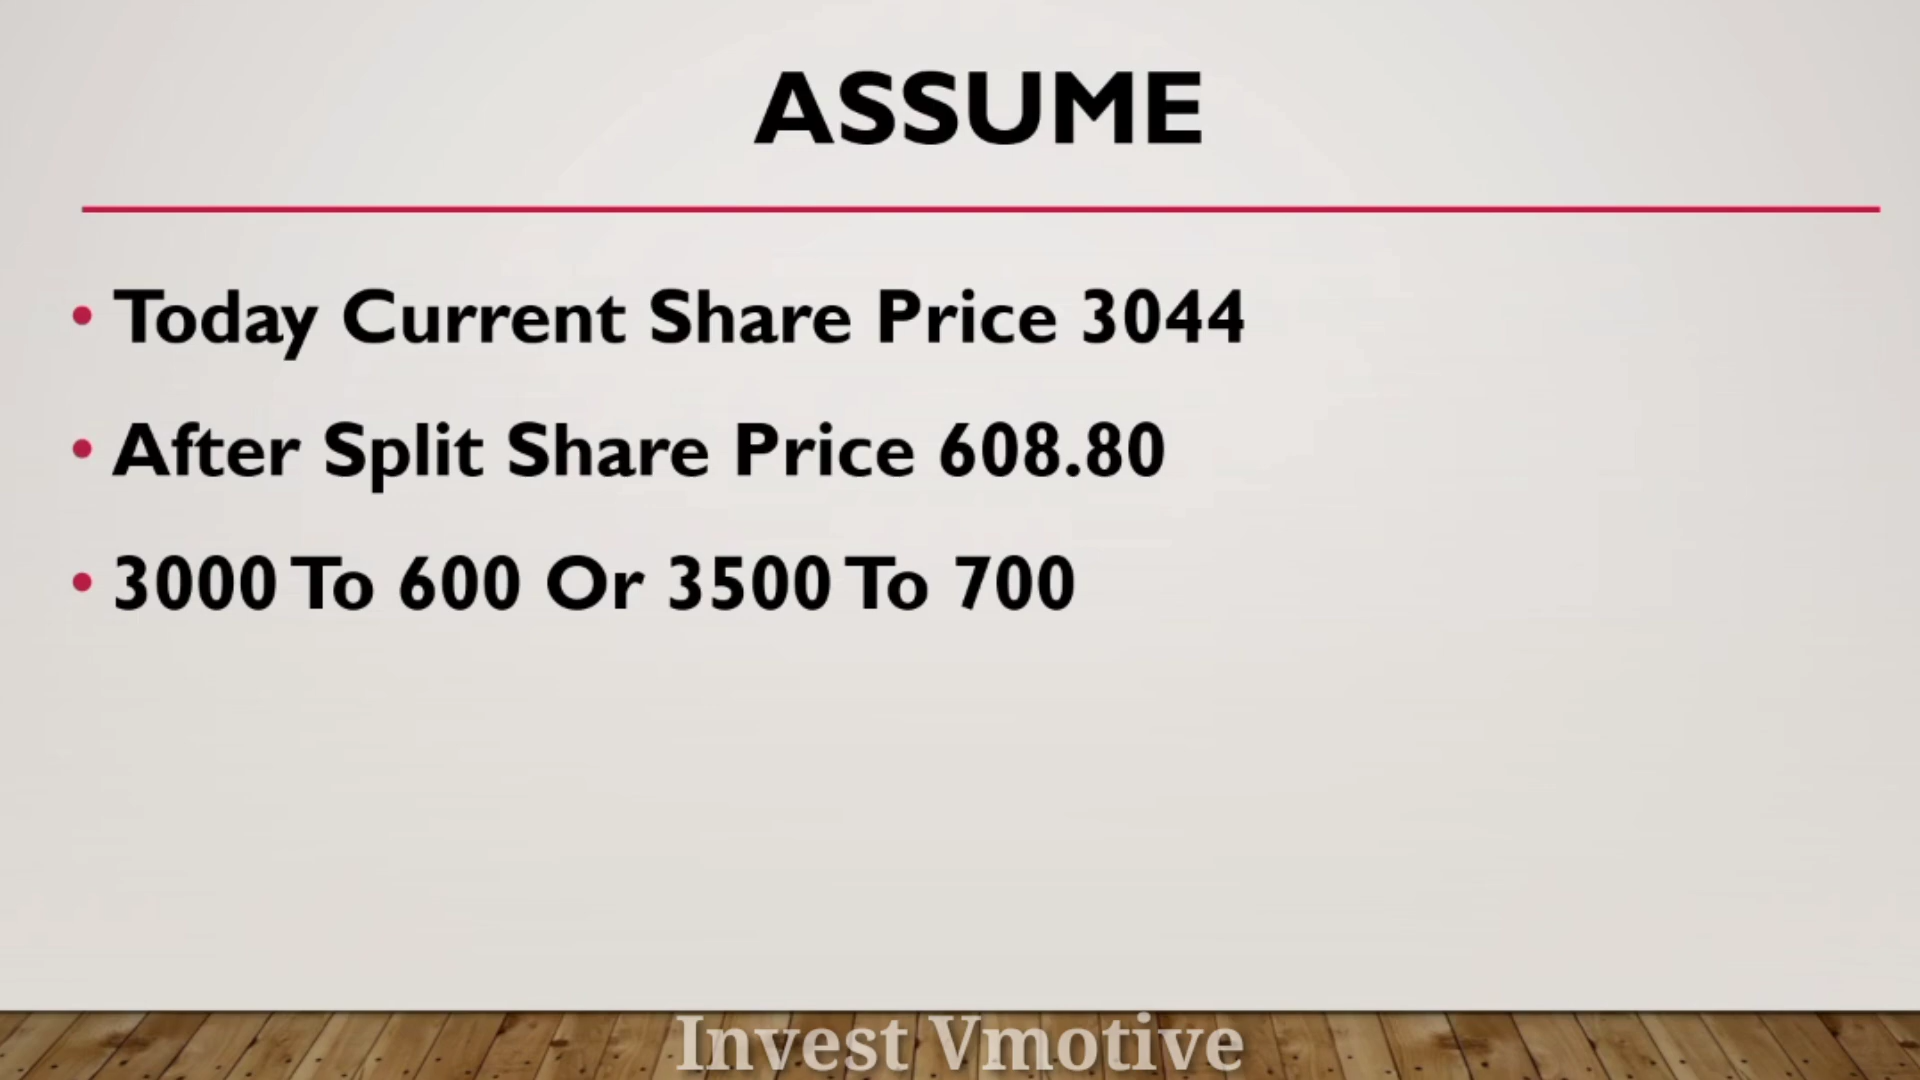 ASSUME
• Today Current Share Price 3044
• After Split Share Price 608.80
• 3000 To 600 Or 3500 To 700
Invest Vmotive